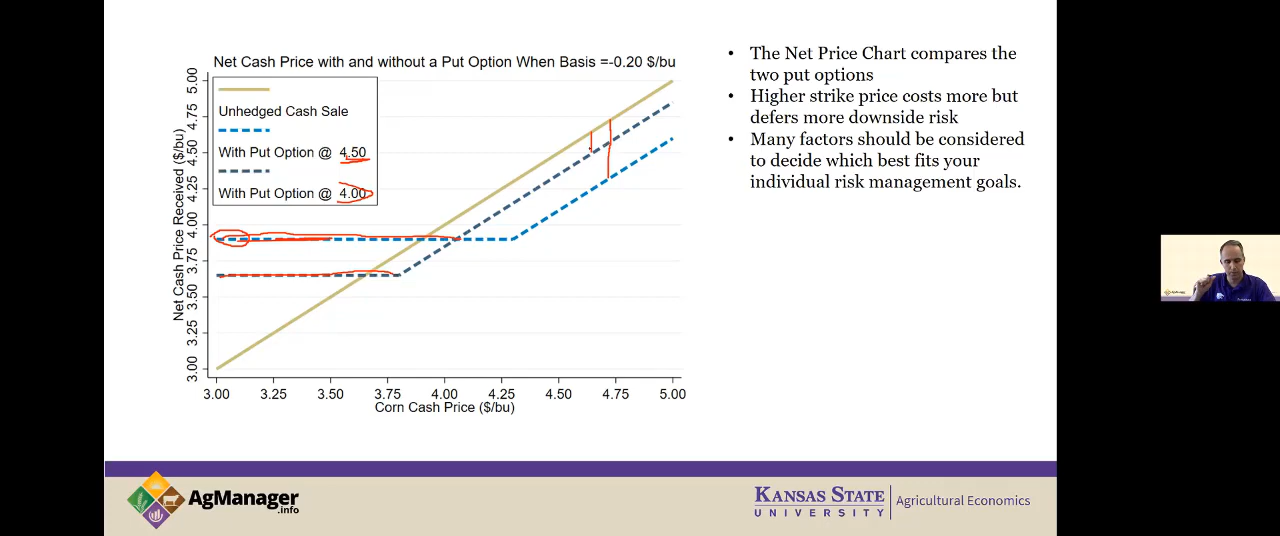 Net Cash Price with and without a Put Option When Basis =-0.20 $/bu
Net Cash Price Received ($/bu)
5.00
4.75
4.50
4.25
4.00
3.75
3.50
3.25
3.00
Unhedged Cash Sale
With Put Option @ 4.50
With Put Option @ 4.00
3.00 3.25 3.50 3.75 4.00 4.25 4.50 4.75 5.00
Corn Cash Price ($/bu)
• The Net Price Chart compares the
two put options
• Higher strike price costs more but
defers more downside risk
• Many factors should be considered
to decide which best fits your
individual risk management goals.
AgManager
.info
KANSAS STATE
UNIVERSITY
Agricultural Economics